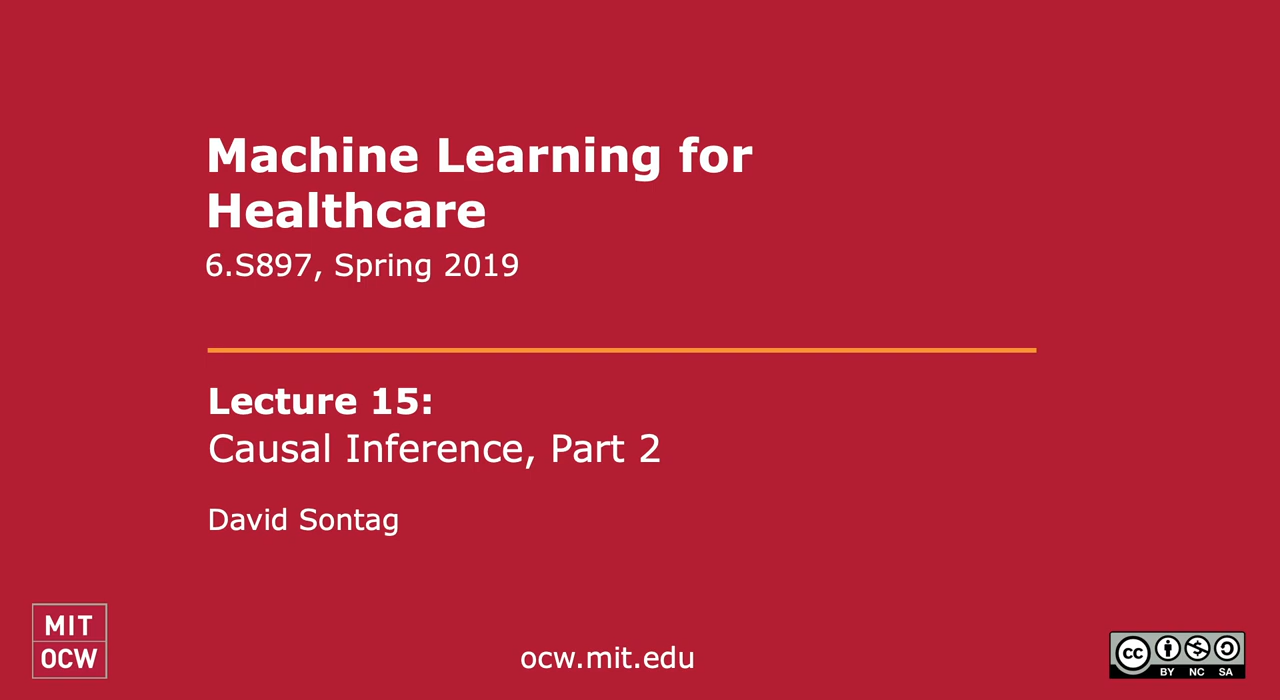 Machine Learning for
Healthcare
6.S897, Spring 2019
Lecture 15:
Causal Inference, Part 2
David Sontag
MIT
OCW
ocw.mit.edu
cc
BY NC SA